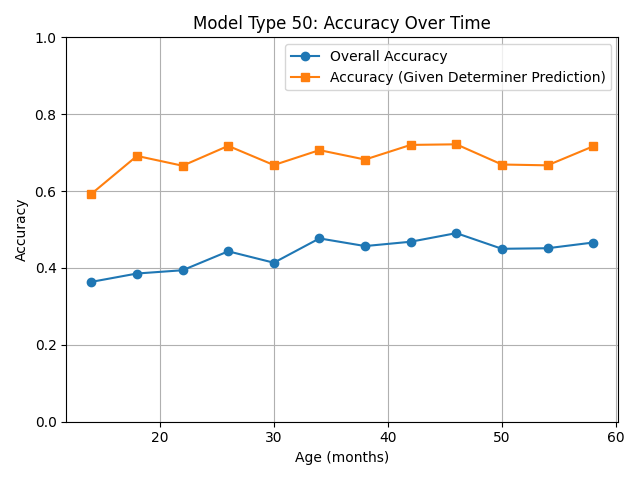 Model Type 50: Accuracy Over Time
Overall Accuracy
Accuracy (Given Determiner Prediction)
1.0
0.8
0.6
0.4
0.2
0.0
Accuracy
20 30 40 50 60
Age (months)